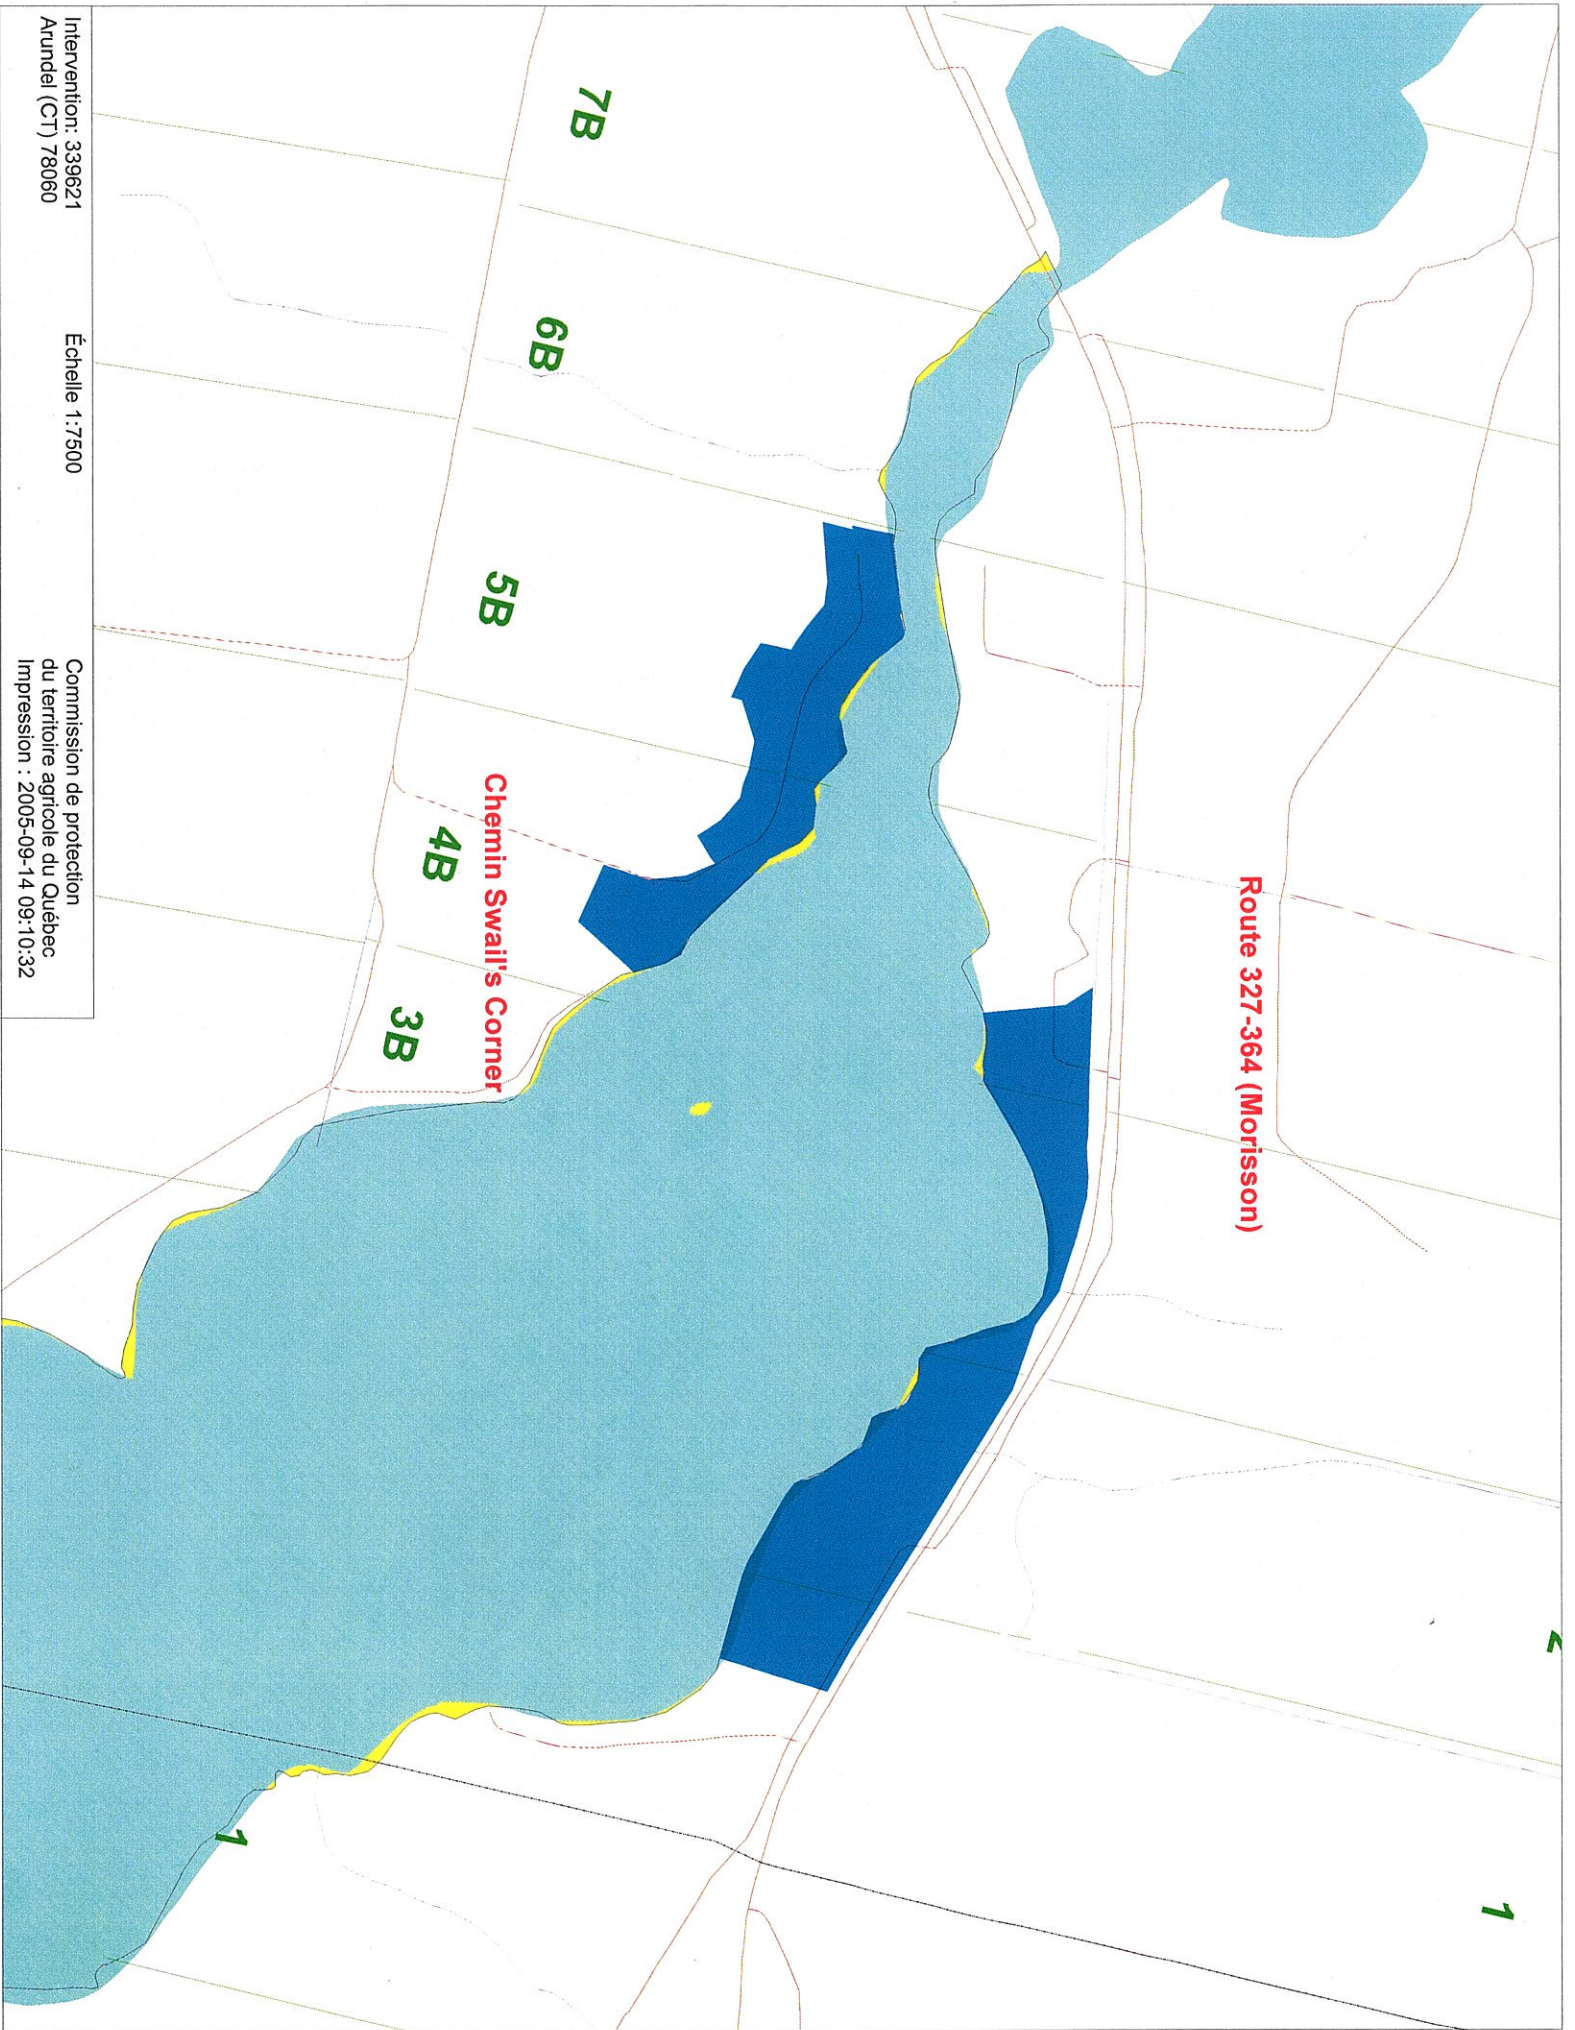 Route 327-364 (Morisson)
7B
6B
5B
4B
3B
Chemin Swail's Corner
1
1
Intervention: 339621
Arundel (CT) 78060
Échelle 1:7500
Commission de protection
du territoire agricole du Québec
Impression : 2005-09-14 09:10:32